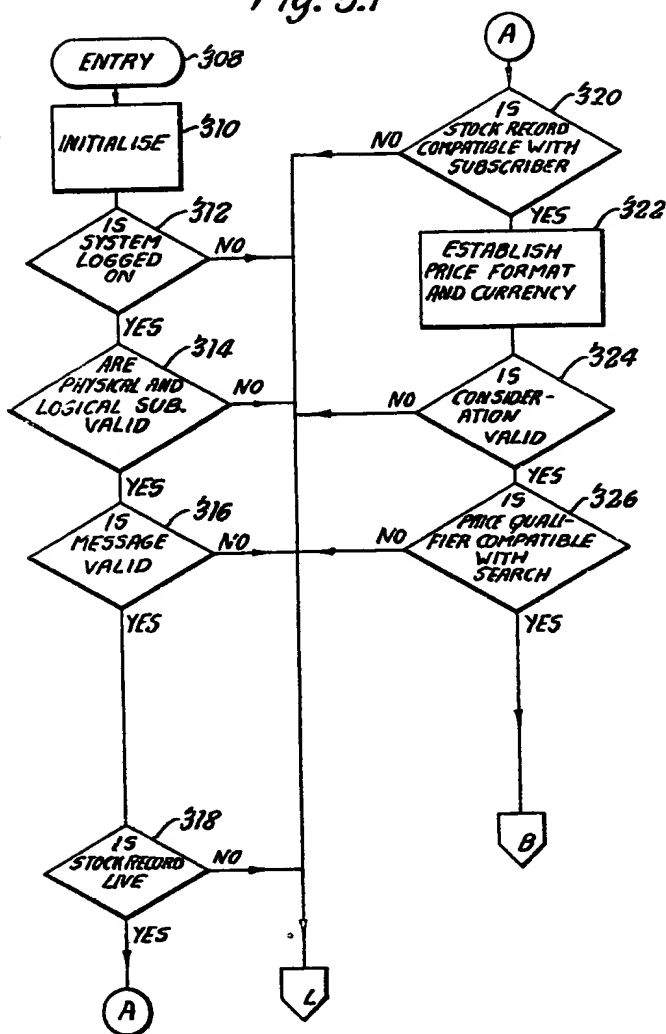 Fig. 3.1
ENTRY
308
INITIALISE
310
IS
SYSTEM
LOGGED
ON
312
NO
YES
ARE
PHYSICAL AND
LOGICAL SUB.
VALID
314
NO
YES
IS
MESSAGE
VALID
316
NO
YES
IS
STOCK RECORD
LIVE
318
NO
YES
A
L
A
IS
STOCK RECORD
COMPATIBLE WITH
SUBSCRIBER
320
NO
YES
ESTABLISH
PRICE FORMAT
AND CURRENCY
322
IS
CONSIDER-
ATION
VALID
324
NO
YES
IS
PRICE QUALI-
FIER COMPATIBLE
WITH
SEARCH
326
NO
YES
B